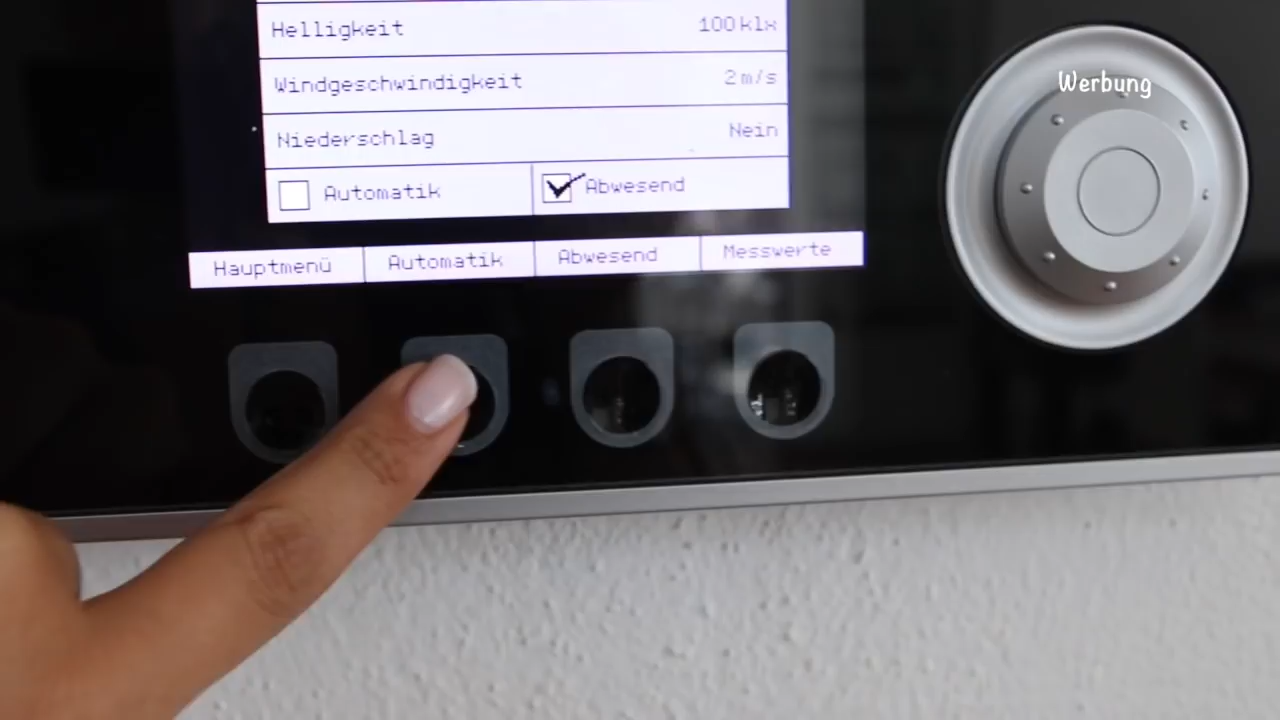 Helligkeit 100 klx
Windgeschwindigkeit 2 m/s
Niederschlag Nein
Automatik Abwesend
Hauptmenü Automatik Abwesend Messwerte
Werbung